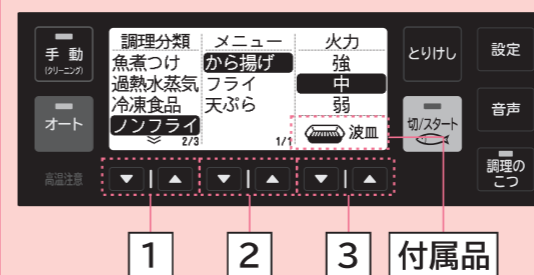 手 動
(クリーニング)
オート
高温注意
調理分類
魚煮つけ
過熱水蒸気
冷凍食品
ノンフライ
2/3
メニュー
から揚げ
フライ
天ぷら
1/1
火力
強
中
弱
波皿
とりけし
切/スタート
設定
音声
調理の
こつ
▼ | ▲
▼ | ▲
▼ | ▲
1
2
3
付属品